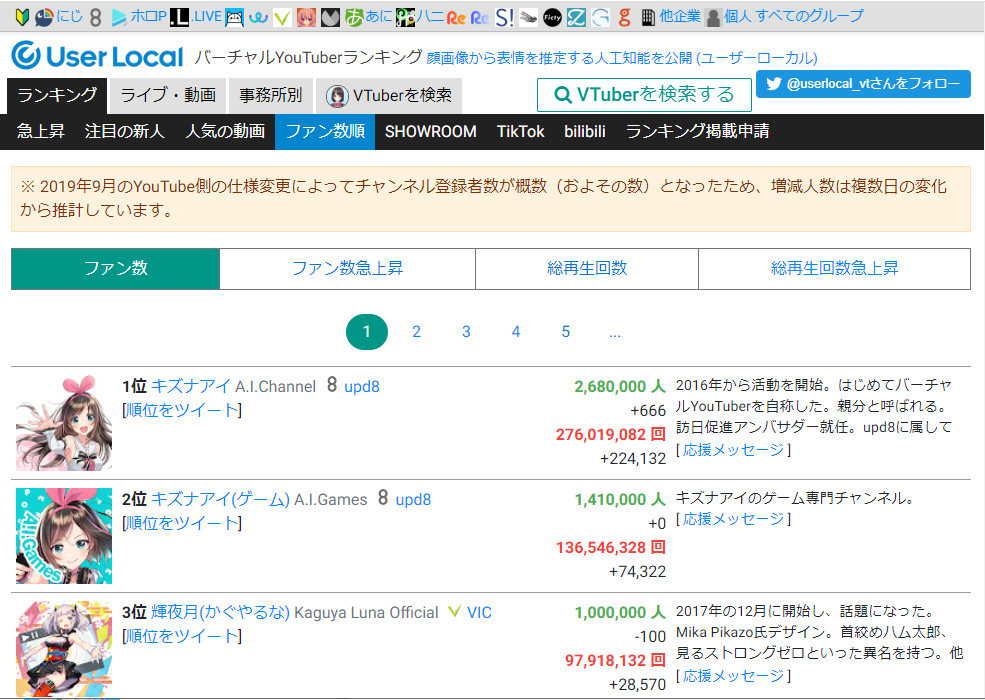 にじ ホロP .LIVE あに ハニ Re Re S! Ficty Z G g 他企業 個人 すべてのグループ
User Local バーチャルYouTuberランキング 顔画像から表情を推定する人工知能を公開 (ユーザーローカル)
ランキング ライブ・動画 事務所別 VTuberを検索 VTuberを検索する @userlocal_vtさんをフォロー
急上昇 注目の新人 人気の動画 ファン数順 SHOWROOM TikTok bilibili ランキング掲載申請
※ 2019年9月のYouTube側の仕様変更によってチャンネル登録者数が概数（およその数）となったため、増減人数は複数日の変化
から推計しています。
ファン数 ファン数急上昇 総再生回数 総再生回数急上昇
1 2 3 4 5 ...
1位 キズナアイ A.I.Channel upd8
[順位をツイート]
2,680,000 人
+666
276,019,082 回
+224,132
2016年から活動を開始。はじめてバーチャ
ルYouTuberを自称した。親分と呼ばれる。
訪日促進アンバサダー就任。upd8に属して
[ 応援メッセージ ]
A.I.Games
2位 キズナアイ(ゲーム) A.I.Games upd8
[順位をツイート]
1,410,000 人
+0
136,546,328 回
+74,322
キズナアイのゲーム専門チャンネル。
[ 応援メッセージ ]
3位 輝夜月(かぐやるな) Kaguya Luna Official VIC
[順位をツイート]
1,000,000 人
-100
97,918,132 回
+28,570
2017年の12月に開始し、話題になった。
Mika Pikazo氏デザイン。首絞めハム太郎、
見るストロングゼロといった異名を持つ。他
[ 応援メッセージ ]